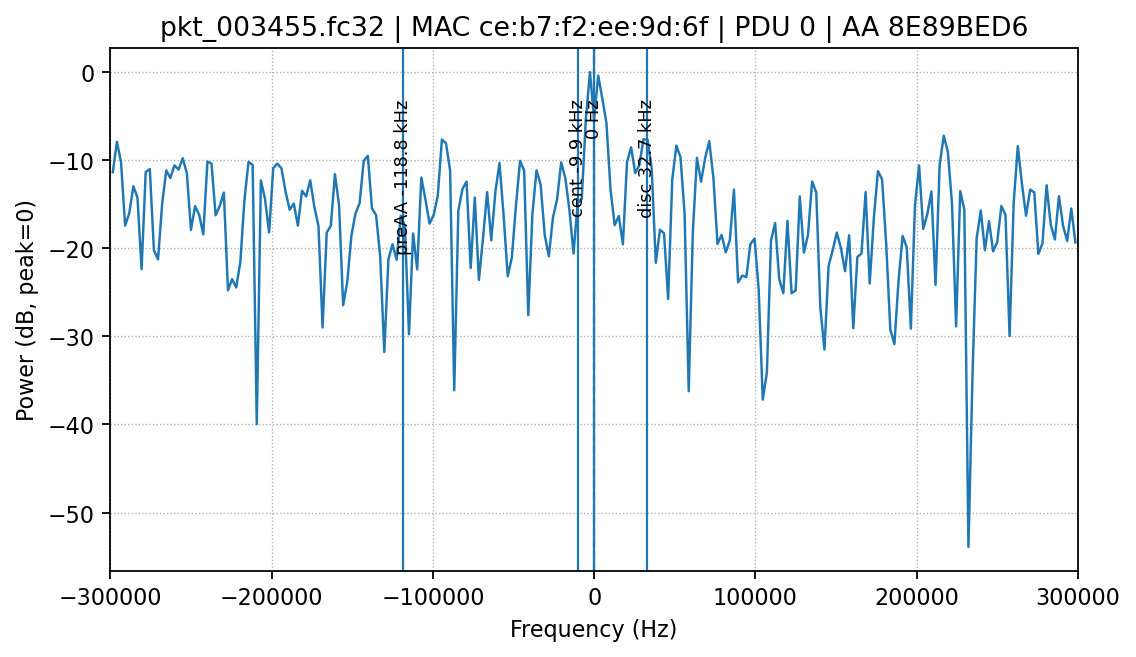 pkt_003455.fc32 | MAC ce:b7:f2:ee:9d:6f | PDU 0 | AA 8E89BED6
Power (dB, peak=0)
0
−10
−20
−30
−40
−50
preAA -118.8 kHz
cent -9.9 kHz
0 Hz
disc 32.7 kHz
−300000
−200000
−100000
0
100000
200000
300000
Frequency (Hz)